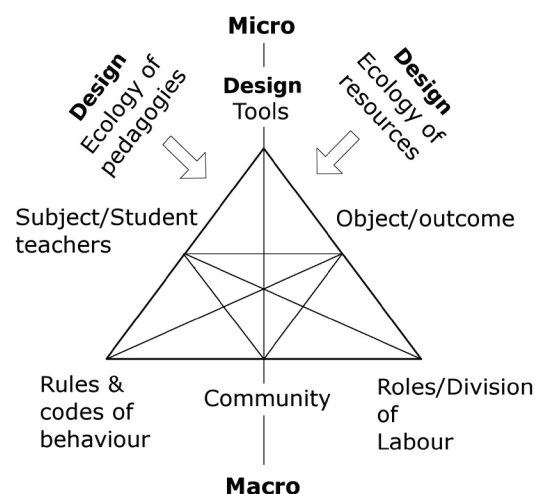 Micro
Design
Ecology of
pedagogies
Design
Tools
Design
Ecology of
resources
Subject/Student
teachers
Object/outcome
Rules &
codes of
behaviour
Community
Roles/Division
of
Labour
Macro